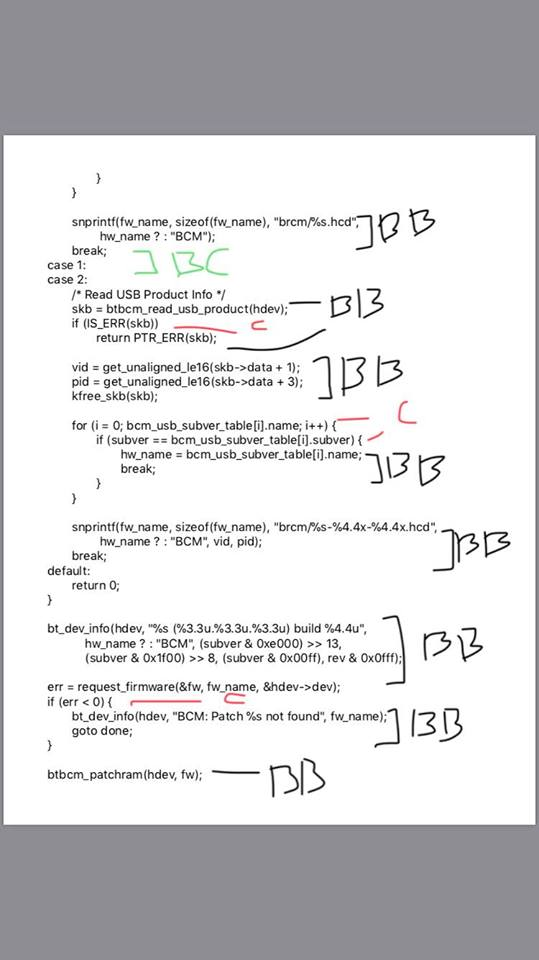 }
}
snprintf(fw_name, sizeof(fw_name), "brcm/%s.hcd", ] BB
hw_name ? : "BCM");
break;
case 1: ] BC
case 2:
/* Read USB Product Info */
skb = btbcm_read_usb_product(hdev); BB
if (IS_ERR(skb)) C
return PTR_ERR(skb);
vid = get_unaligned_le16(skb->data + 1); ] BB
pid = get_unaligned_le16(skb->data + 3);
kfree_skb(skb);
for (i = 0; bcm_usb_subver_table[i].name; i++) { C
if (subver == bcm_usb_subver_table[i].subver) {
hw_name = bcm_usb_subver_table[i].name; ] BB
break;
}
}
snprintf(fw_name, sizeof(fw_name), "brcm/%s-%4.4x-%4.4x.hcd",
hw_name ? : "BCM", vid, pid); ] BB
break;
default:
return 0;
}
bt_dev_info(hdev, "%s (%3.3u.%3.3u.%3.3u) build %4.4u",
hw_name ? : "BCM", (subver & 0xe000) >> 13, ] BB
(subver & 0x1f00) >> 8, (subver & 0x00ff), rev & 0x0fff);
err = request_firmware(&fw, fw_name, &hdev->dev);
if (err < 0) { C
bt_dev_info(hdev, "BCM: Patch %s not found", fw_name); ] BB
goto done;
}
btbcm_patchram(hdev, fw); BB